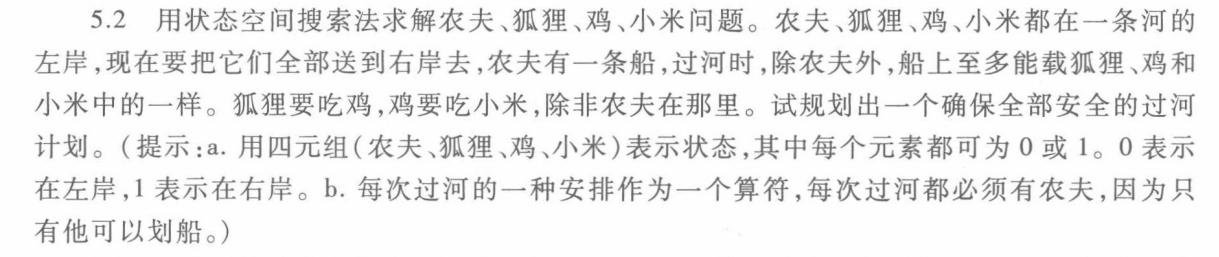 5.2 用状态空间搜索法求解农夫、狐狸、鸡、小米问题。农夫、狐狸、鸡、小米都在一条河的
左岸,现在要把它们全部送到右岸去,农夫有一条船,过河时,除农夫外,船上至多能载狐狸、鸡和
小米中的一样。狐狸要吃鸡,鸡要吃小米,除非农夫在那里。试规划出一个确保全部安全的过河
计划。(提示:a. 用四元组(农夫、狐狸、鸡、小米)表示状态,其中每个元素都可为 0 或 1。0 表示
在左岸,1 表示在右岸。b. 每次过河的一种安排作为一个算符,每次过河都必须有农夫,因为只
有他可以划船。)